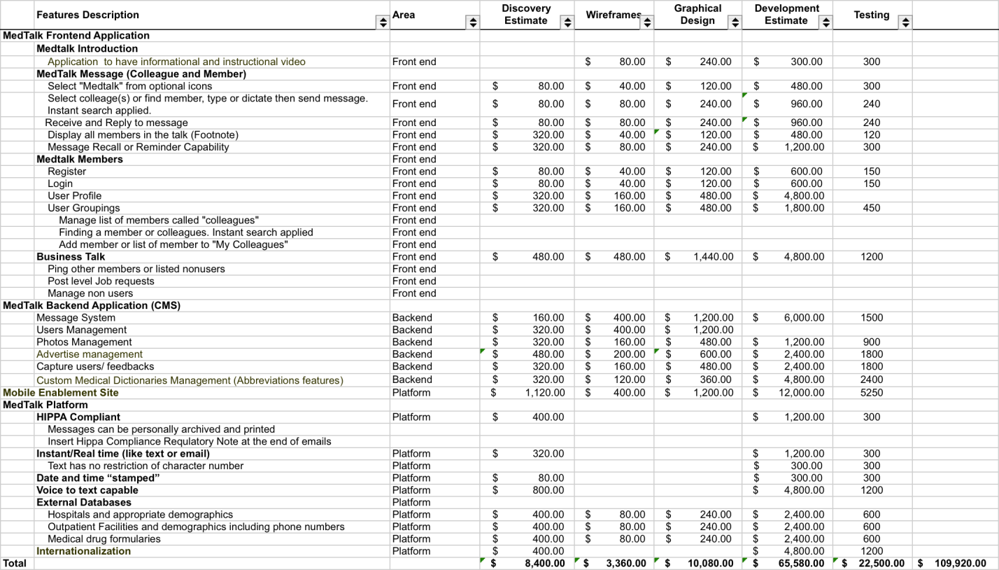 Features Description Area Discovery Estimate Wireframes Graphical Design Development Estimate Testing
MedTalk Frontend Application
Medtalk Introduction
Application to have informational and instructional video Front end $ 80.00 $ 240.00 $ 300.00 300
MedTalk Message (Colleague and Member)
Select "Medtalk" from optional icons Front end $ 80.00 $ 40.00 $ 120.00 $ 480.00 300
Select colleage(s) or find member, type or dictate then send message.
Instant search applied. Front end $ 80.00 $ 80.00 $ 240.00 $ 960.00 240
Receive and Reply to message Front end $ 80.00 $ 80.00 $ 240.00 $ 960.00 240
Display all members in the talk (Footnote) Front end $ 320.00 $ 40.00 $ 120.00 $ 480.00 120
Message Recall or Reminder Capability Front end $ 320.00 $ 80.00 $ 240.00 $ 1,200.00 300
Medtalk Members Front end
Register Front end $ 80.00 $ 40.00 $ 120.00 $ 600.00 150
Login Front end $ 80.00 $ 40.00 $ 120.00 $ 600.00 150
User Profile Front end $ 320.00 $ 160.00 $ 480.00 $ 4,800.00
User Groupings Front end $ 320.00 $ 160.00 $ 480.00 $ 1,800.00 450
Manage list of members called "colleagues" Front end
Finding a member or colleagues. Instant search applied Front end
Add member or list of member to "My Colleagues" Front end
Business Talk Front end $ 480.00 $ 480.00 $ 1,440.00 $ 4,800.00 1200
Ping other members or listed nonusers Front end
Post level Job requests Front end
Manage non users Front end
MedTalk Backend Application (CMS)
Message System Backend $ 160.00 $ 400.00 $ 1,200.00 $ 6,000.00 1500
Users Management Backend $ 320.00 $ 400.00 $ 1,200.00
Photos Management Backend $ 320.00 $ 160.00 $ 480.00 $ 1,200.00 900
Advertise management Backend $ 480.00 $ 200.00 $ 600.00 $ 2,400.00 1800
Capture users/ feedbacks Backend $ 320.00 $ 160.00 $ 480.00 $ 2,400.00 1800
Custom Medical Dictionaries Management (Abbreviations features) Backend $ 320.00 $ 120.00 $ 360.00 $ 4,800.00 2400
Mobile Enablement Site Platform $ 1,120.00 $ 400.00 $ 1,200.00 $ 12,000.00 5250
MedTalk Platform
HIPPA Compliant Platform $ 400.00 $ 1,200.00 300
Messages can be personally archived and printed
Insert Hippa Compliance Requlatory Note at the end of emails
Instant/Real time (like text or email) Platform $ 320.00 $ 1,200.00 300
Text has no restriction of character number Platform $ 300.00 300
Date and time “stamped” Platform $ 80.00 $ 300.00 300
Voice to text capable Platform $ 800.00 $ 4,800.00 1200
External Databases Platform
Hospitals and appropriate demographics Platform $ 400.00 $ 80.00 $ 240.00 $ 2,400.00 600
Outpatient Facilities and demographics including phone numbers Platform $ 400.00 $ 80.00 $ 240.00 $ 2,400.00 600
Medical drug formularies Platform $ 400.00 $ 80.00 $ 240.00 $ 2,400.00 600
Internationalization Platform $ 400.00 $ 4,800.00 1200
Total $ 8,400.00 $ 3,360.00 $ 10,080.00 $ 65,580.00 $ 22,500.00 $ 109,920.00